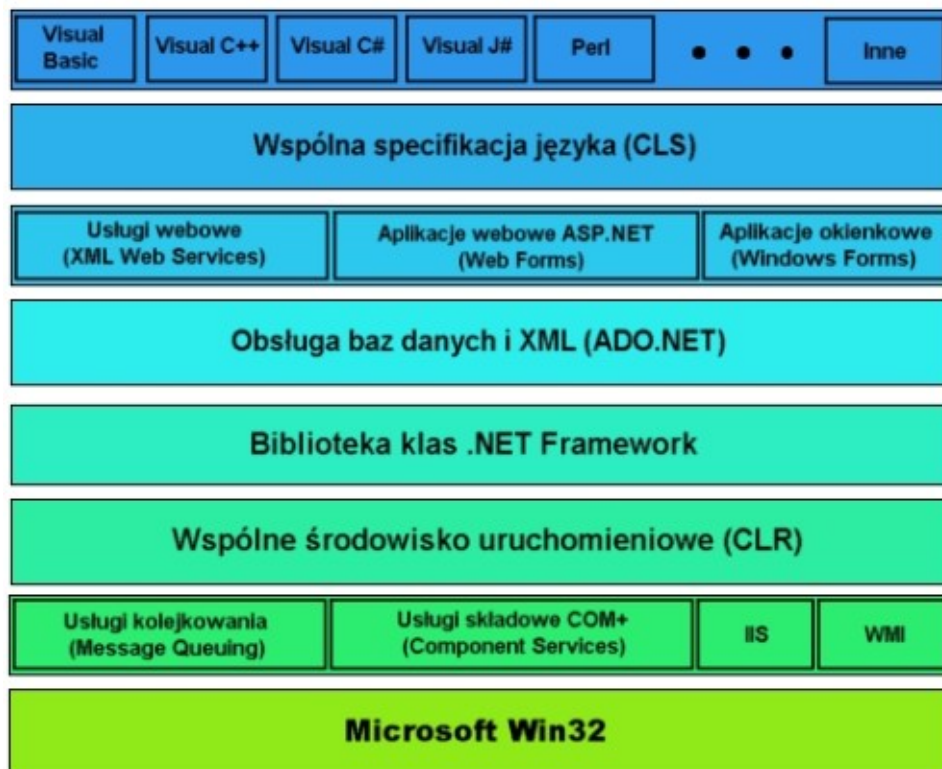 Visual
Basic
Visual C++
Visual C#
Visual J#
Perl
• • •
Inne
Wspólna specifikacja języka (CLS)
Usługi webowe
(XML Web Services)
Aplikacje webowe ASP.NET
(Web Forms)
Aplikacje okienkowe
(Windows Forms)
Obsługa baz danych i XML (ADO.NET)
Biblioteka klas .NET Framework
Wspólne środowisko uruchomieniowe (CLR)
Usługi kolejkowania
(Message Queuing)
Usługi składowe COM+
(Component Services)
IIS
WMI
Microsoft Win32